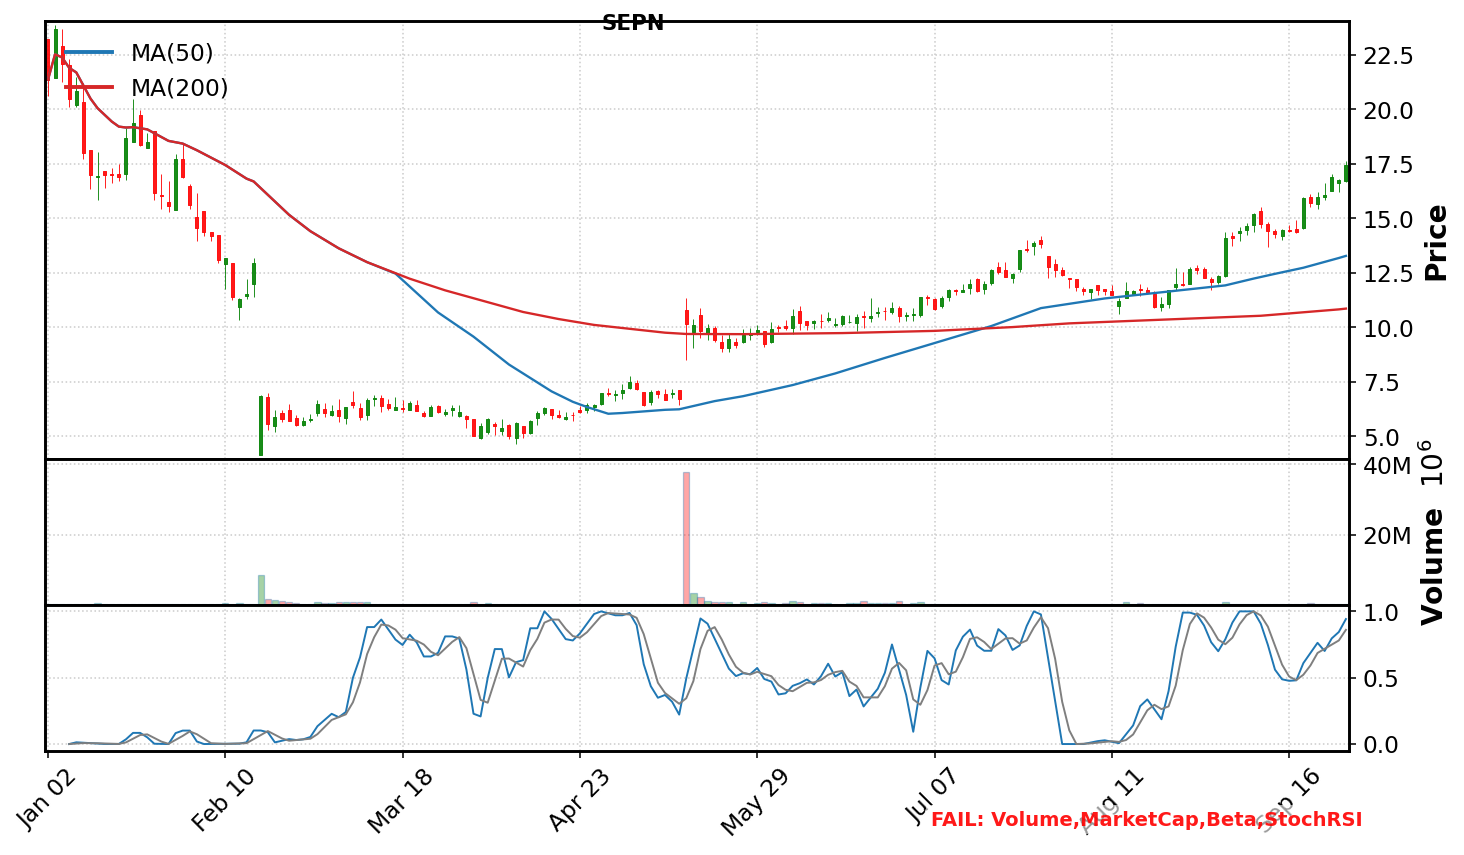 SEPN
MA(50)
MA(200)
22.5
20.0
17.5
15.0
12.5
10.0
7.5
5.0
Price
40M
20M
Volume 10⁶
1.0
0.5
0.0
Jan 02
Feb 10
Mar 18
Apr 23
May 29
Jul 07
Aug 11
Sep 16
FAIL: Volume,MarketCap,Beta,StochRSI